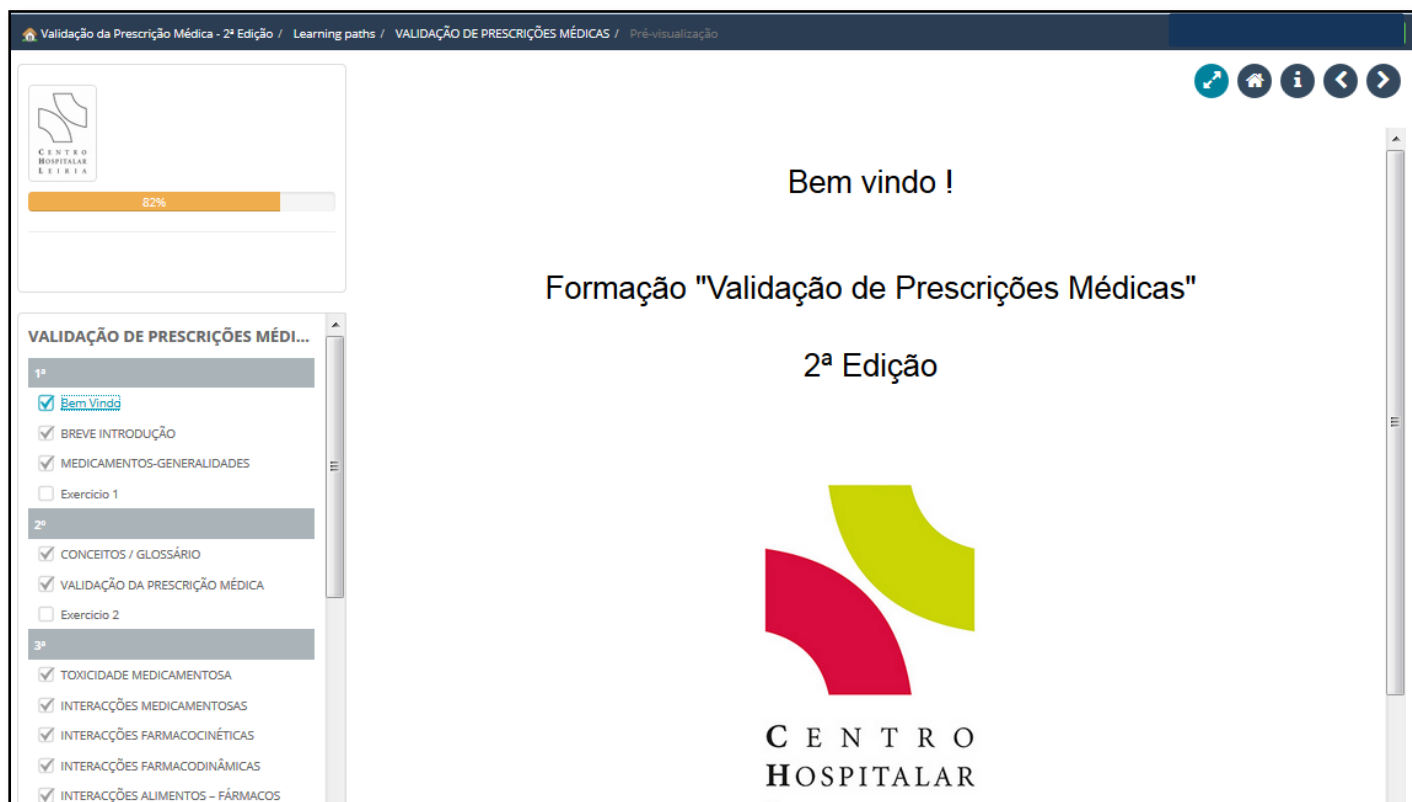 Validação da Prescrição Médica - 2ª Edição / Learning paths / VALIDAÇÃO DE PRESCRIÇÕES MÉDICAS / Pré-visualização
CENTRO
HOSPITALAR
LEIRIA
82%
VALIDAÇÃO DE PRESCRIÇÕES MÉDI...
1ª
Bem Vindo
BREVE INTRODUÇÃO
MEDICAMENTOS-GENERALIDADES
Exercicio 1
2º
CONCEITOS / GLOSSÁRIO
VALIDAÇÃO DA PRESCRIÇÃO MÉDICA
Exercicio 2
3ª
TOXICIDADE MEDICAMENTOSA
INTERACÇÕES MEDICAMENTOSAS
INTERACÇÕES FARMACOCINÉTICAS
INTERACÇÕES FARMACODINÂMICAS
INTERACÇÕES ALIMENTOS – FÁRMACOS
Bem vindo !
Formação "Validação de Prescrições Médicas"
2ª Edição
CENTRO
HOSPITALAR